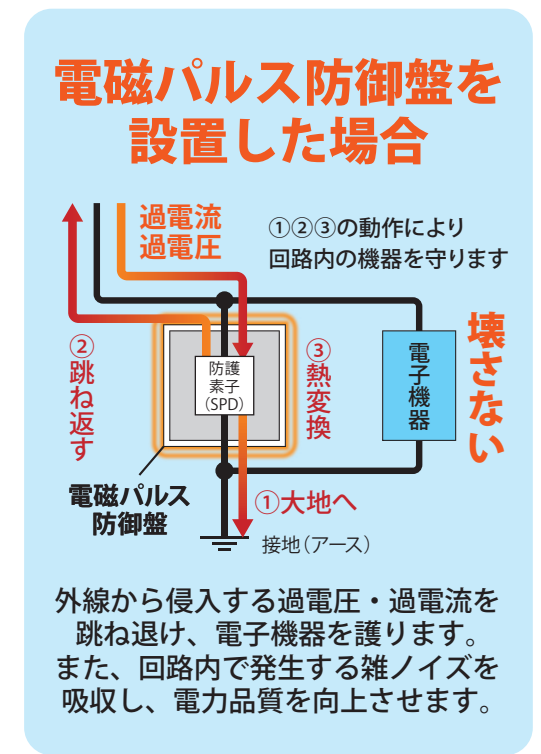 電磁パルス防御盤を
設置した場合
過電流
過電圧
①②③の動作により
回路内の機器を守ります
②跳ね返す
防護
素子
（SPD）
③熱変換
電子機器
壊さない
電磁パルス
防御盤
①大地へ
接地（アース）
外線から侵入する過電圧・過電流を
跳ね退け、電子機器を護ります。
また、回路内で発生する雑ノイズを
吸収し、電力品質を向上させます。